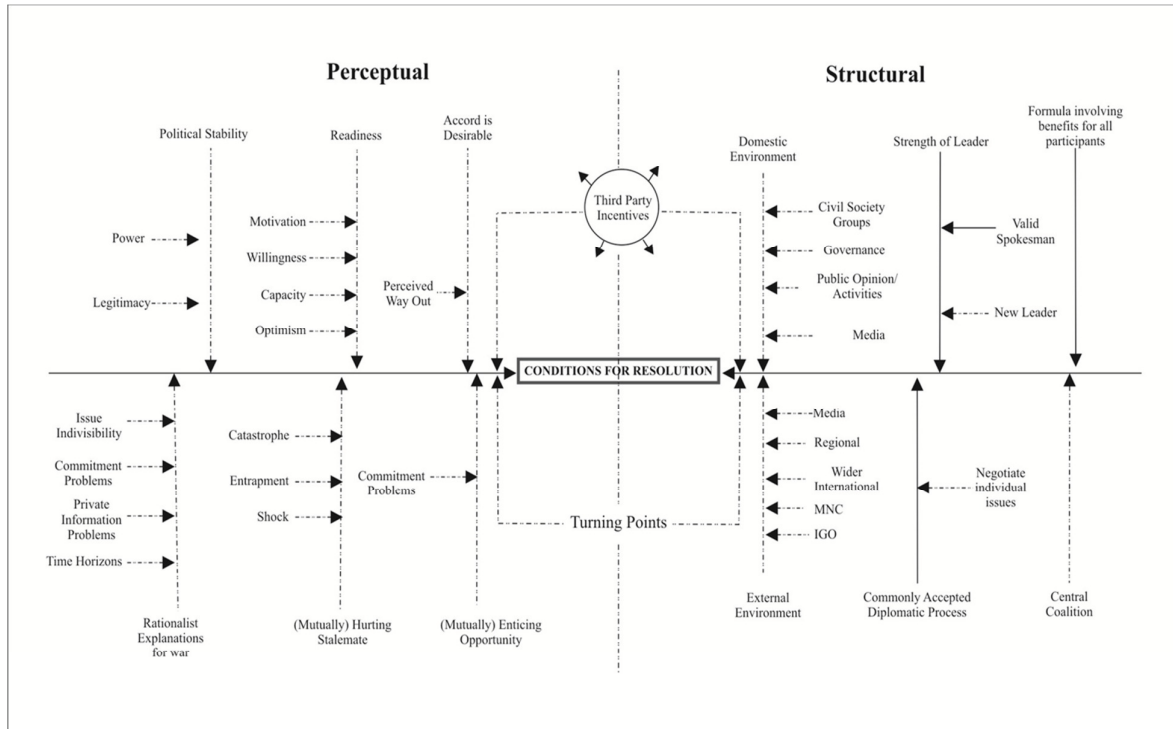 Perceptual
Structural
Political Stability
Readiness
Accord is
Desirable
Domestic
Environment
Strength of Leader
Formula involving
benefits for all
participants
Third Party
Incentives
Motivation
Willingness
Capacity
Optimism
Power
Legitimacy
Perceived
Way Out
Civil Society
Groups
Governance
Public Opinion/
Activities
Media
Valid
Spokesman
New Leader
CONDITIONS FOR RESOLUTION
Issue
Indivisibility
Commitment
Problems
Private
Information
Problems
Time Horizons
Catastrophe
Entrapment
Shock
Commitment
Problems
Turning Points
Media
Regional
Wider
International
MNC
IGO
Negotiate
individual
issues
Rationalist
Explanations
for war
(Mutually) Hurting
Stalemate
(Mutually) Enticing
Opportunity
External
Environment
Commonly Accepted
Diplomatic Process
Central
Coalition